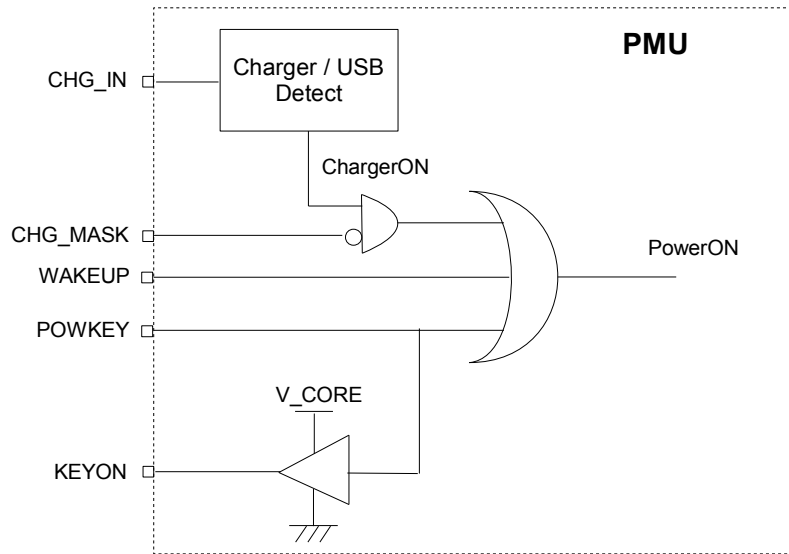 PMU
CHG_IN
Charger / USB
Detect
ChargerON
CHG_MASK
PowerON
WAKEUP
POWKEY
V_CORE
KEYON